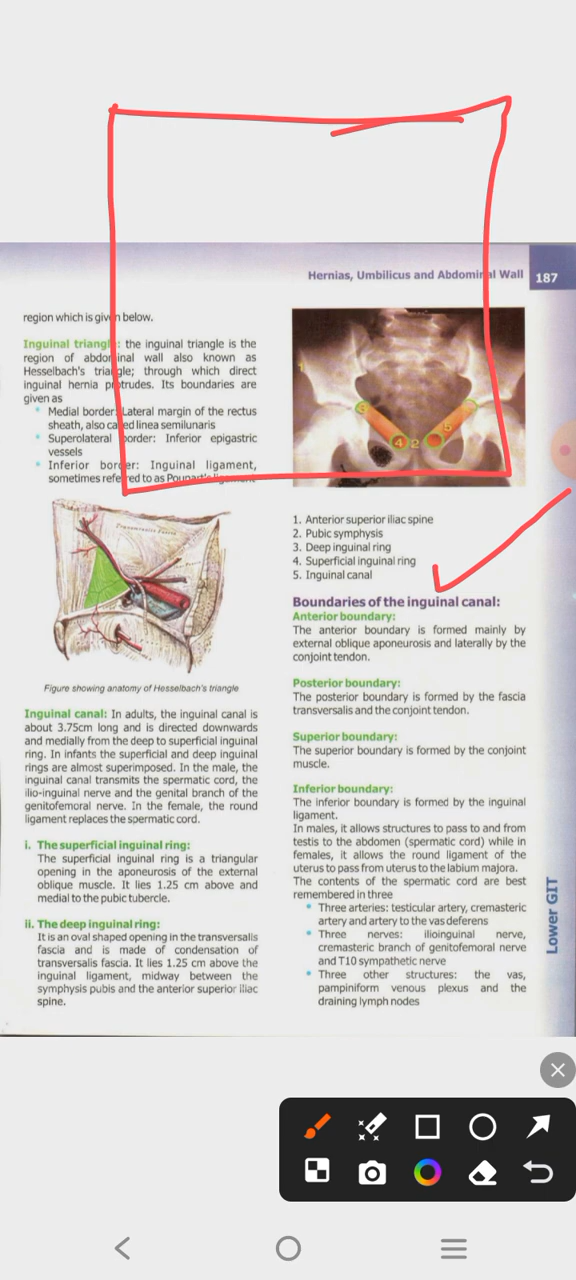 Hernias, Umbilicus and Abdominal Wall 187
region which is given below.
Inguinal triangle: the inguinal triangle is the
region of abdominal wall also known as
Hesselbach's triangle; through which direct
inguinal hernia protrudes. Its boundaries are
given as
• Medial border: Lateral margin of the rectus
sheath, also called linea semilunaris
• Superolateral border: Inferior epigastric
vessels
• Inferior border: Inguinal ligament,
sometimes referred to as Poupart's ligament
Transversalis Fascia
Figure showing anatomy of Hesselbach's triangle
Inguinal canal: In adults, the inguinal canal is
about 3.75cm long and is directed downwards
and medially from the deep to superficial inguinal
ring. In infants the superficial and deep inguinal
rings are almost superimposed. In the male, the
inguinal canal transmits the spermatic cord, the
ilio-inguinal nerve and the genital branch of the
genitofemoral nerve. In the female, the round
ligament replaces the spermatic cord.
i. The superficial inguinal ring:
The superficial inguinal ring is a triangular
opening in the aponeurosis of the external
oblique muscle. It lies 1.25 cm above and
medial to the pubic tubercle.
ii. The deep inguinal ring:
It is an oval shaped opening in the transversalis
fascia and is made of condensation of
transversalis fascia. It lies 1.25 cm above the
inguinal ligament, midway between the
symphysis pubis and the anterior superior iliac
spine.
1
3
4
2
5
1. Anterior superior iliac spine
2. Pubic symphysis
3. Deep inguinal ring
4. Superficial inguinal ring
5. Inguinal canal
Boundaries of the inguinal canal:
Anterior boundary:
The anterior boundary is formed mainly by
external oblique aponeurosis and laterally by the
conjoint tendon.
Posterior boundary:
The posterior boundary is formed by the fascia
transversalis and the conjoint tendon.
Superior boundary:
The superior boundary is formed by the conjoint
muscle.
Inferior boundary:
The inferior boundary is formed by the inguinal
ligament.
In males, it allows structures to pass to and from
testis to the abdomen (spermatic cord) while in
females, it allows the round ligament of the
uterus to pass from uterus to the labium majora.
The contents of the spermatic cord are best
remembered in three
• Three arteries: testicular artery, cremasteric
artery and artery to the vas deferens
• Three nerves: ilioinguinal nerve,
cremasteric branch of genitofemoral nerve
and T10 sympathetic nerve
• Three other structures: the vas,
pampiniform venous plexus and the
draining lymph nodes
Lower GIT